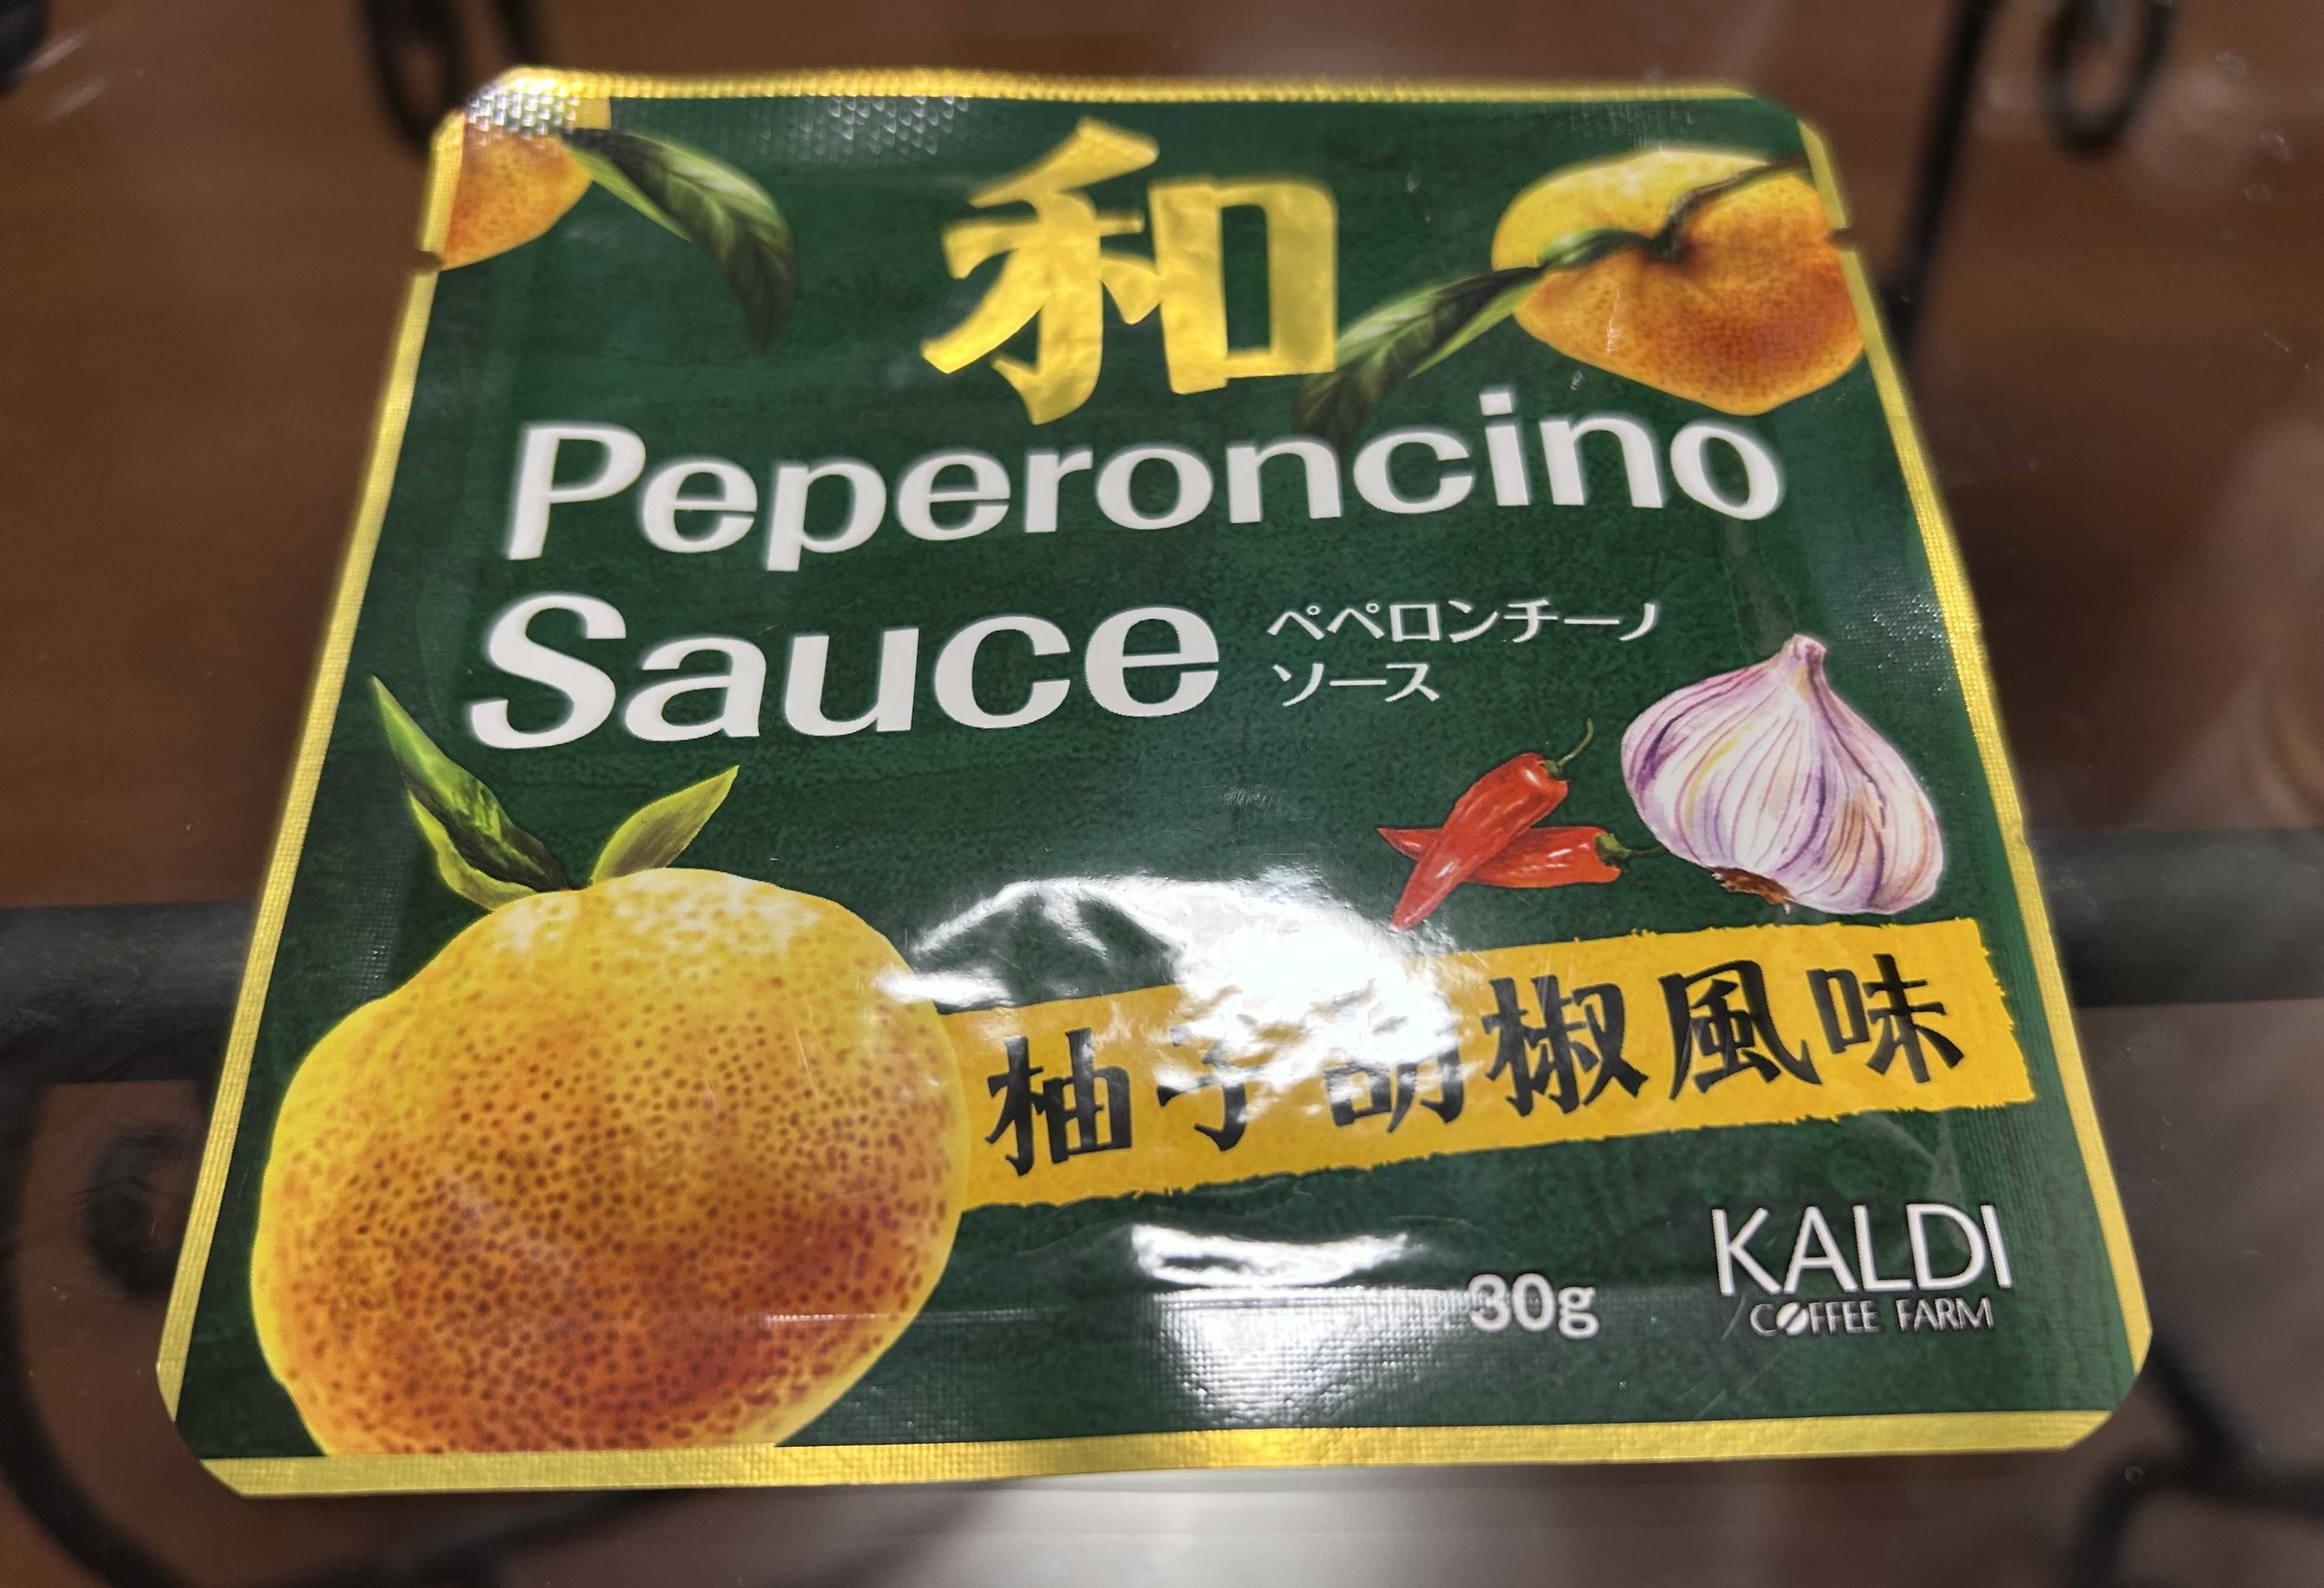 和
Peperoncino
Sauce
ペペロンチーノ
ソース
柚子胡椒風味
30g
KALDI
COFFEE FARM